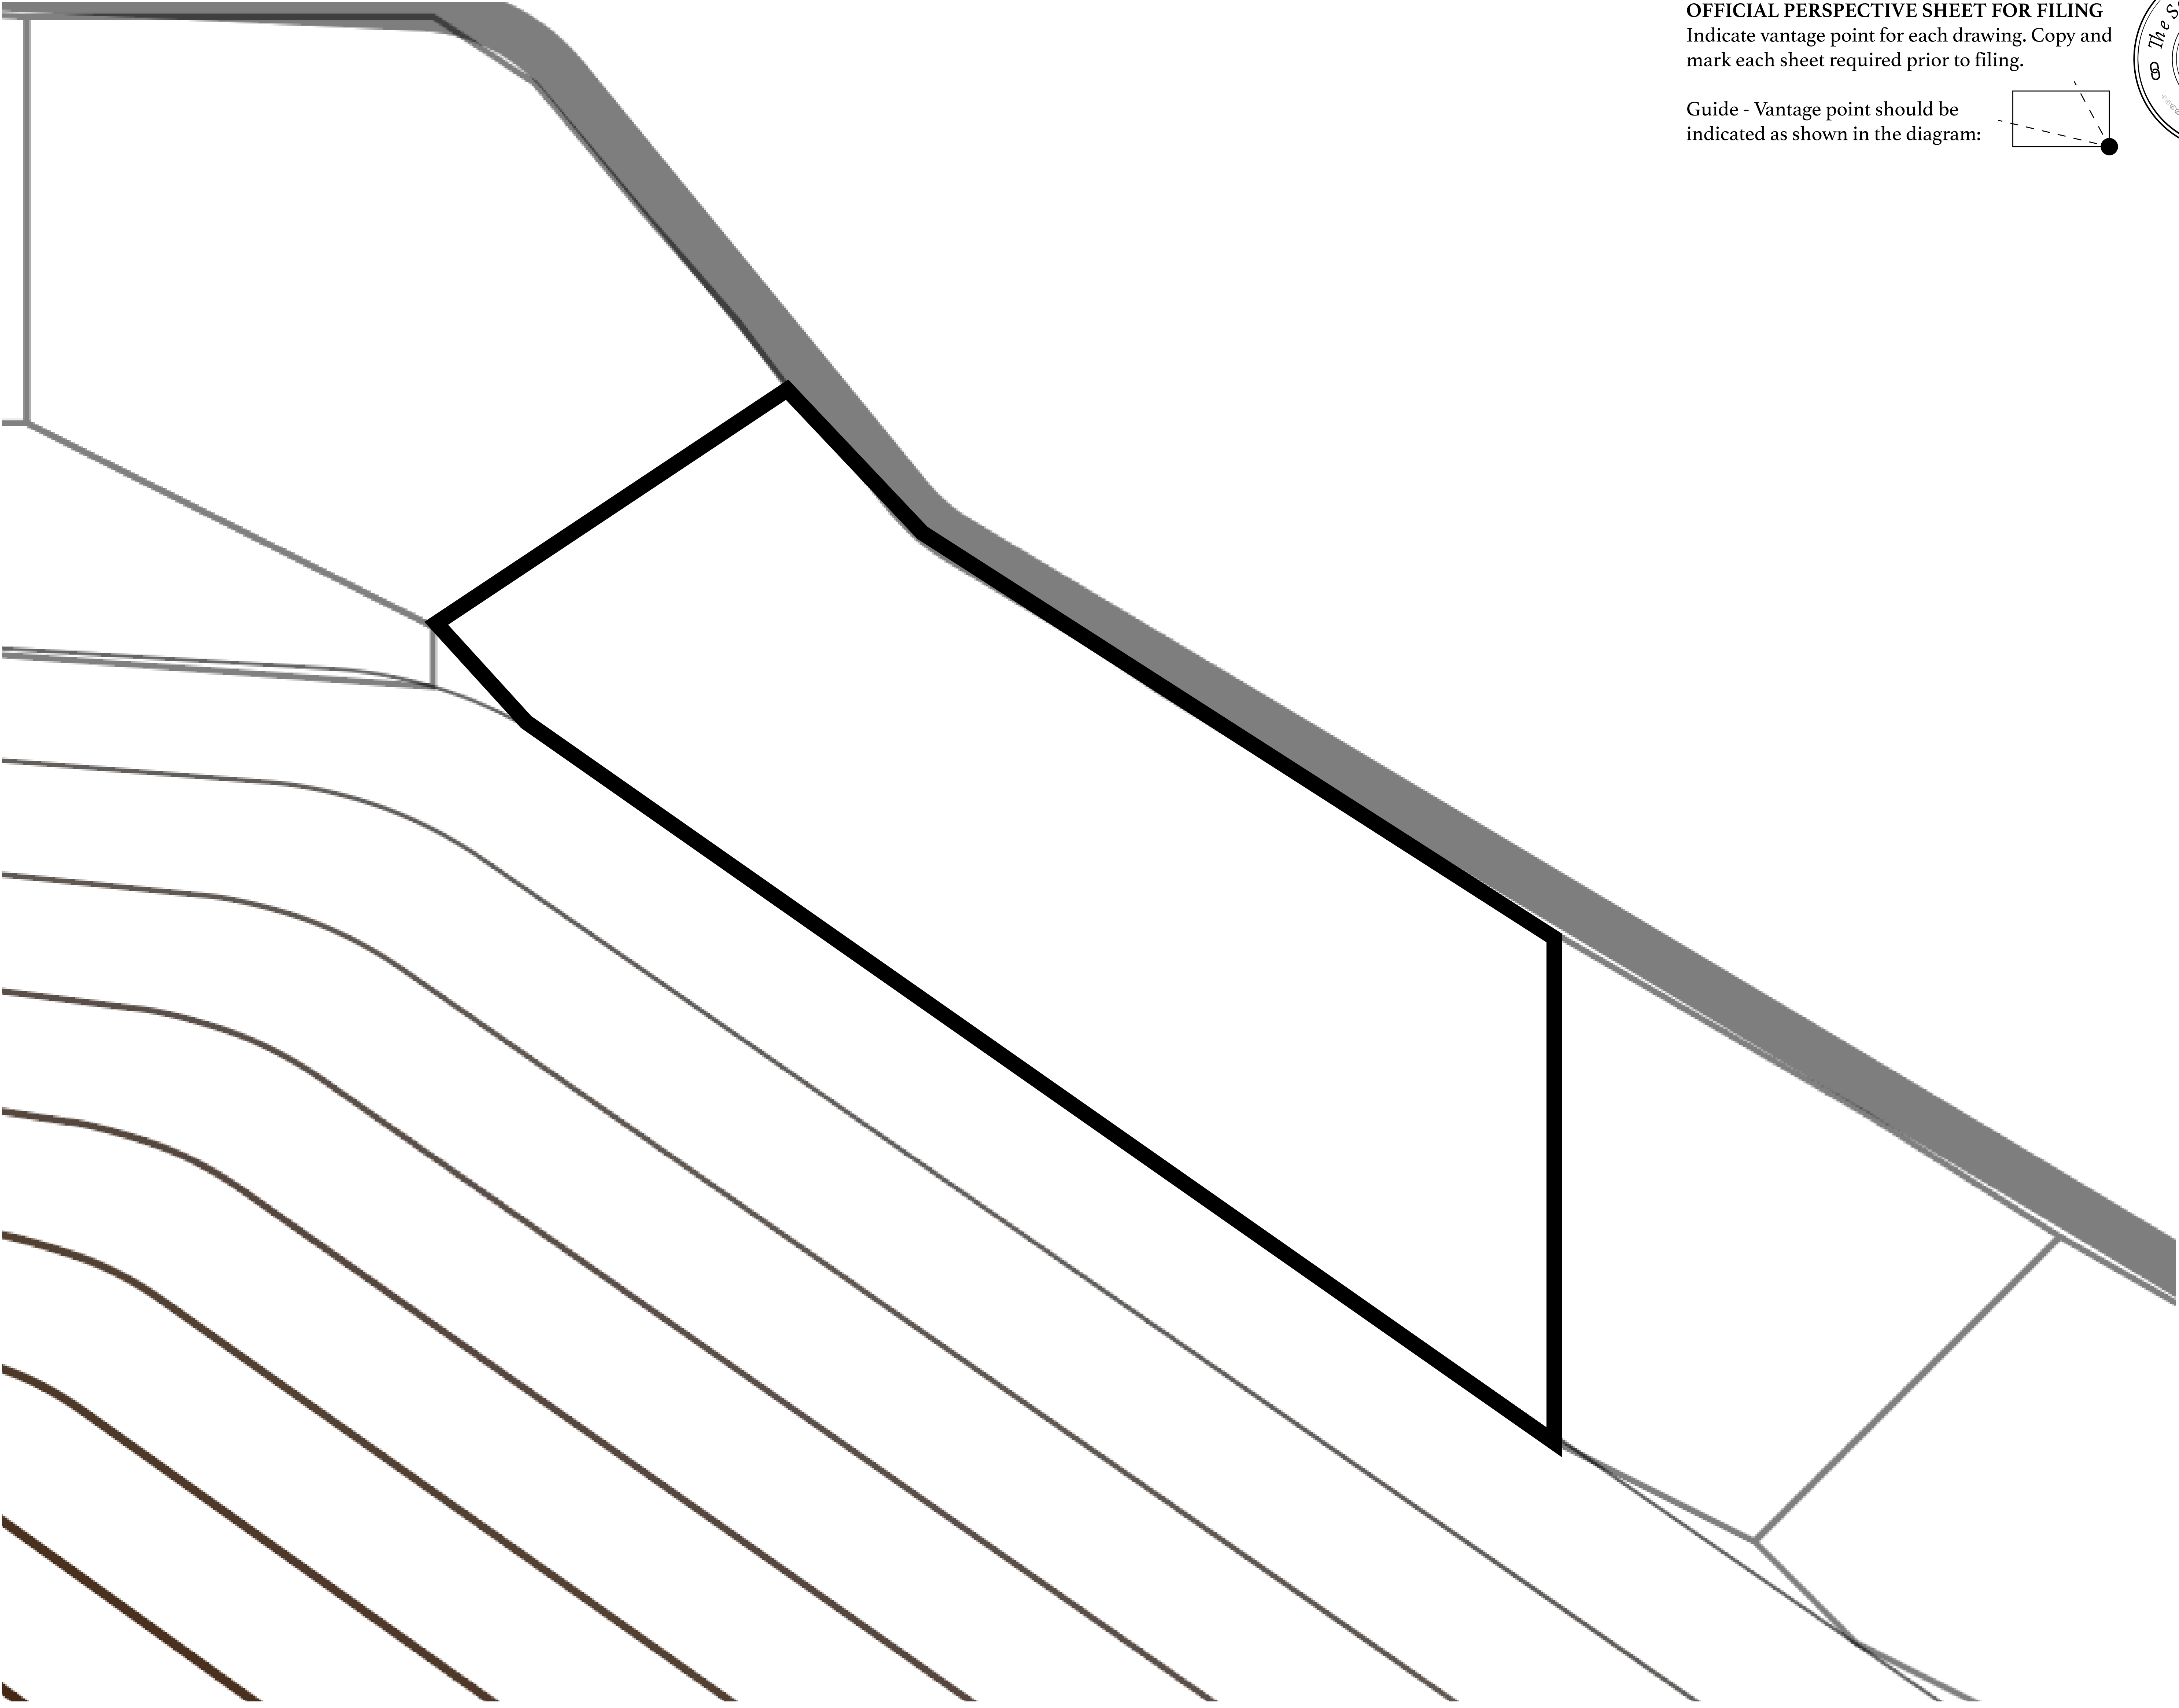 OFFICIAL PERSPECTIVE SHEET FOR FILING
Indicate vantage point for each drawing. Copy and
mark each sheet required prior to filing.
Guide - Vantage point should be
indicated as shown in the diagram:
The